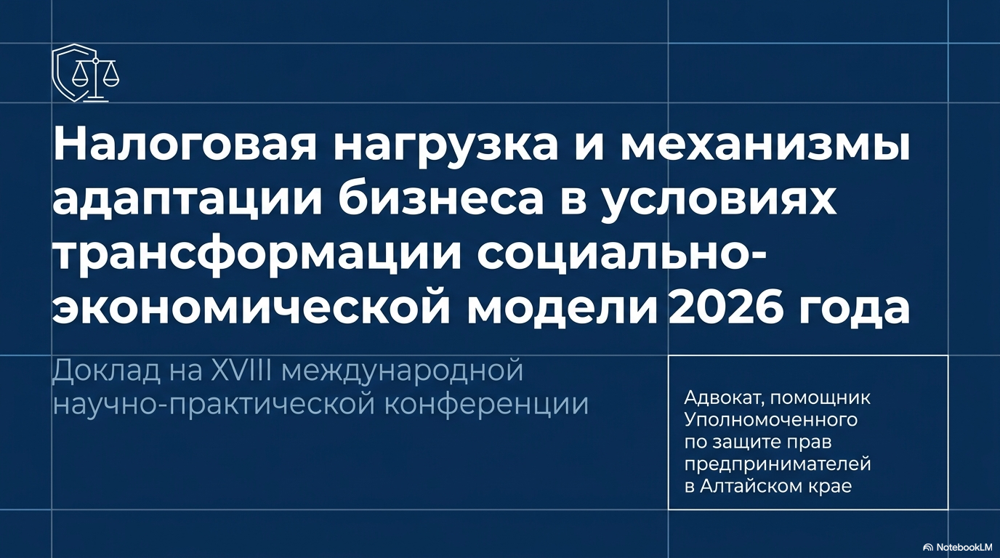 Налоговая нагрузка и механизмы
адаптации бизнеса в условиях
трансформации социально-
экономической модели 2026 года
Доклад на XVIII международной
научно-практической конференции
Адвокат, помощник
Уполномоченного
по защите прав
предпринимателей
в Алтайском крае
NotebookLM